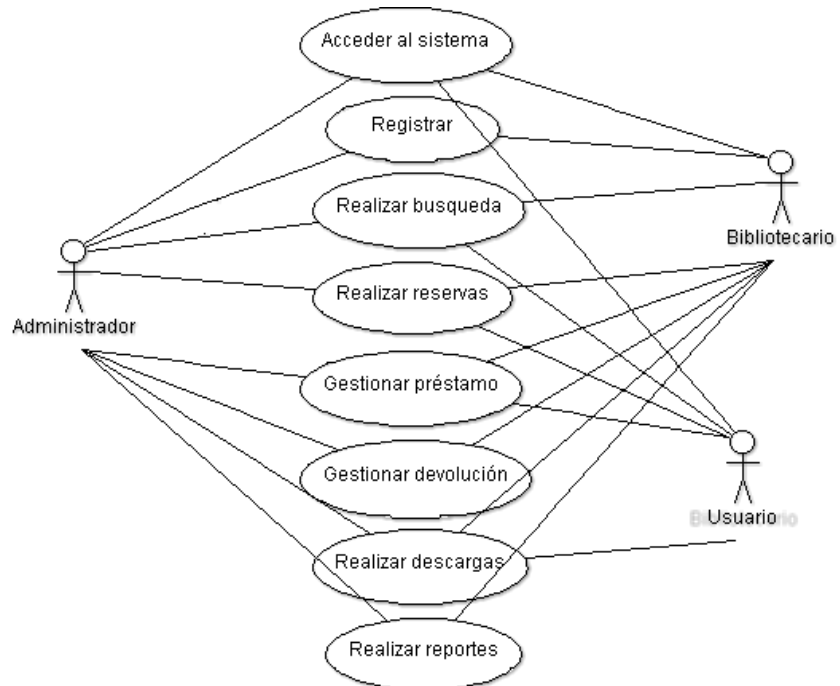 Acceder al sistema
Registrar
Realizar busqueda
Bibliotecario
Realizar reservas
Administrador
Gestionar préstamo
Gestionar devolución
Usuario
Realizar descargas
Realizar reportes